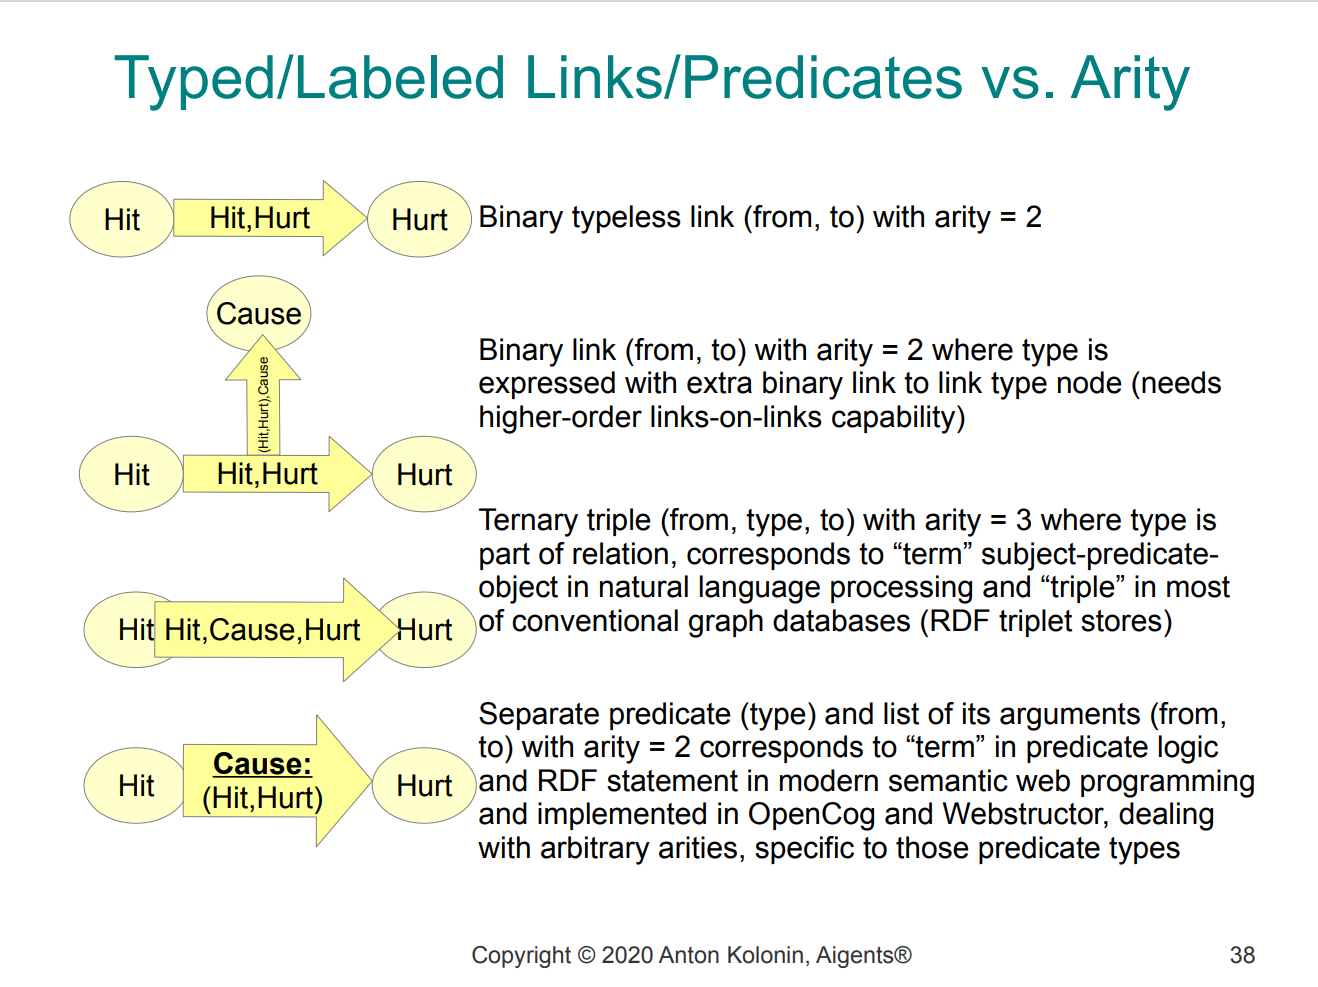 Typed/Labeled Links/Predicates vs. Arity
Hit
Hit,Hurt
Hurt
Binary typeless link (from, to) with arity = 2
Cause
(Hit,Hurt),Cause
Hit
Hit,Hurt
Hurt
Binary link (from, to) with arity = 2 where type is
expressed with extra binary link to link type node (needs
higher-order links-on-links capability)
Hit
Hit,Cause,Hurt
Hurt
Ternary triple (from, type, to) with arity = 3 where type is
part of relation, corresponds to “term” subject-predicate-
object in natural language processing and “triple” in most
of conventional graph databases (RDF triplet stores)
Hit
Cause:
(Hit,Hurt)
Hurt
Separate predicate (type) and list of its arguments (from,
to) with arity = 2 corresponds to “term” in predicate logic
and RDF statement in modern semantic web programming
and implemented in OpenCog and Webstructor, dealing
with arbitrary arities, specific to those predicate types
Copyright © 2020 Anton Kolonin, Aigents®
38